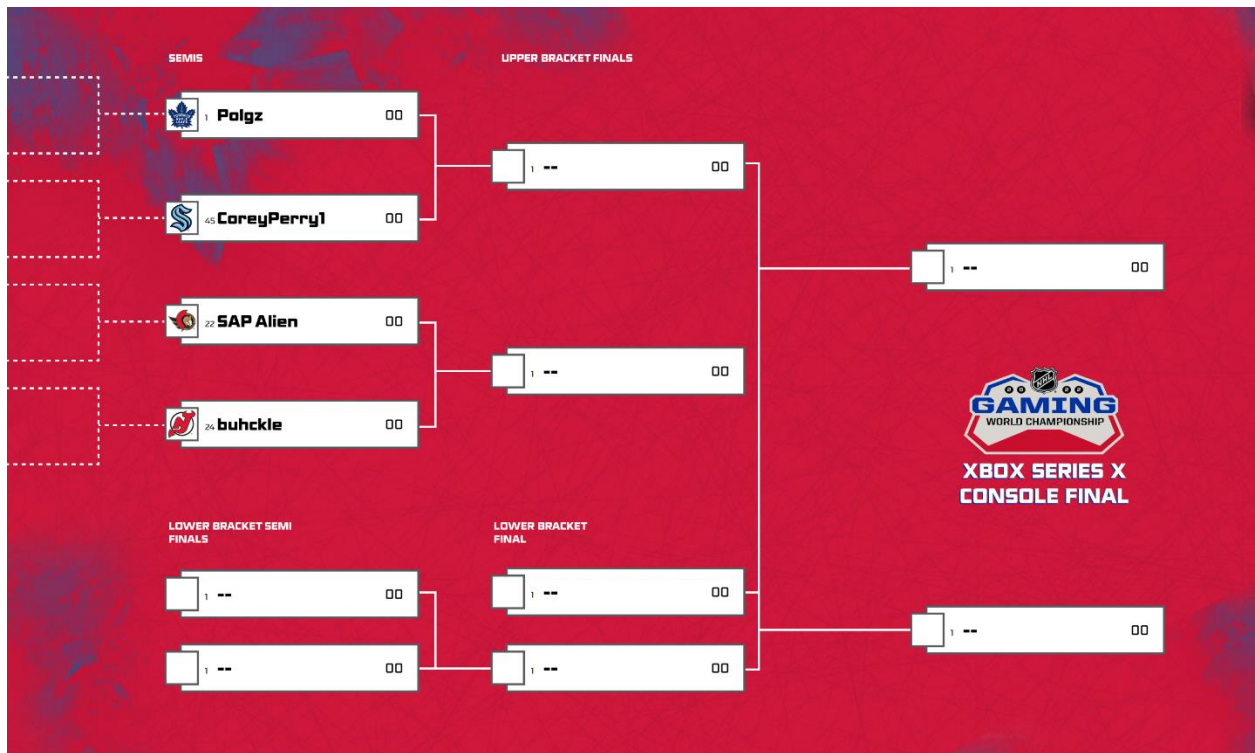 SEMIS
UPPER BRACKET FINALS
1 Polgz 00
45 CoreyPerry1 00
22 SAP Alien 00
24 buhckle 00
1 -- 00
1 -- 00
1 -- 00
NHL
GAMING
WORLD CHAMPIONSHIP
XBOX SERIES X
CONSOLE FINAL
LOWER BRACKET SEMI
FINALS
LOWER BRACKET
FINAL
1 -- 00
1 -- 00
1 -- 00
1 -- 00
1 -- 00